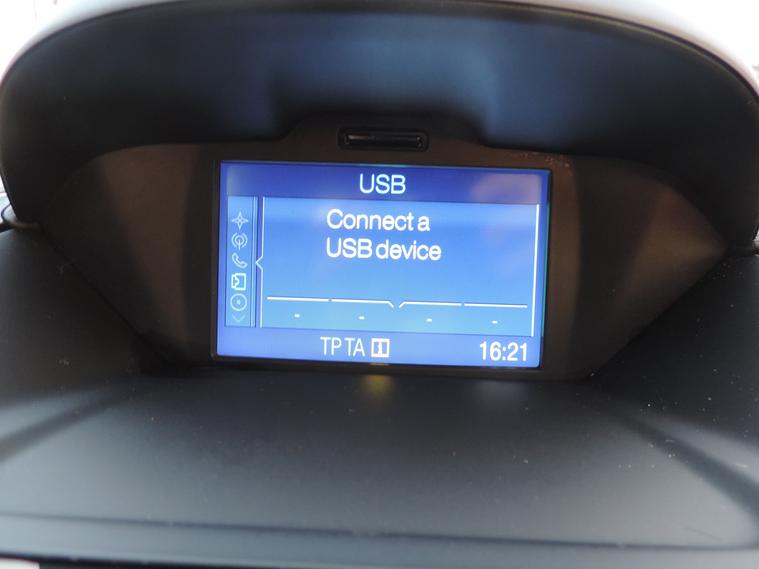 USB
Connect a
USB device
TP TA i 16:21